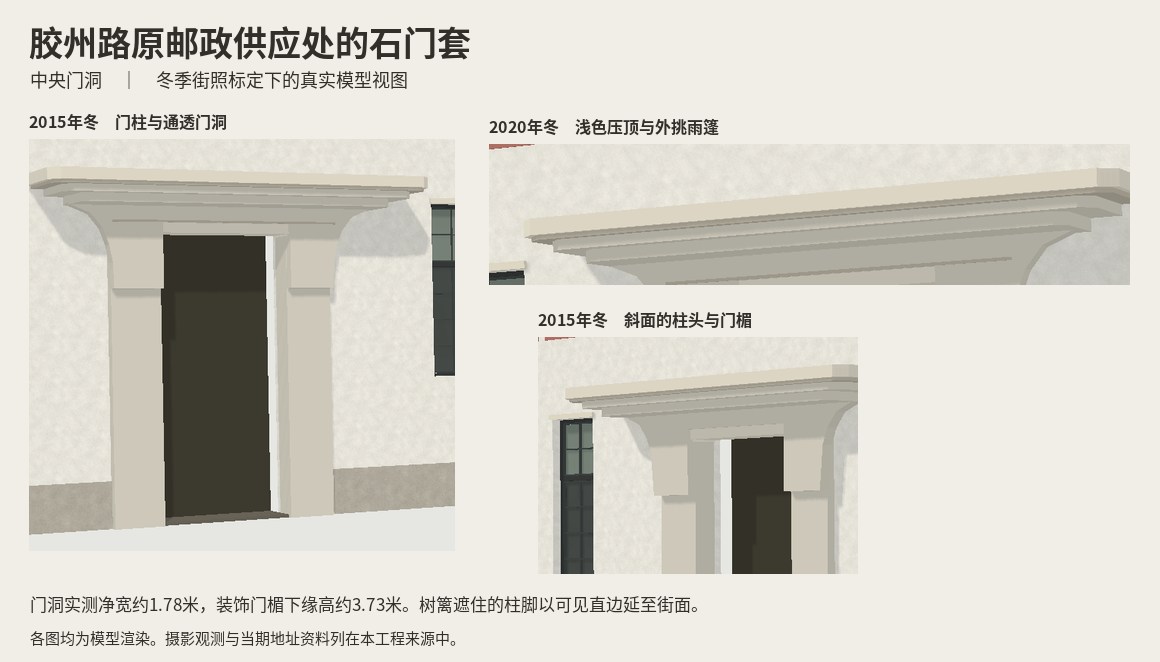 胶州路原邮政供应处的石门套
中央门洞 ｜ 冬季街照标定下的真实模型视图
2015年冬 门柱与通透门洞
2020年冬 浅色压顶与外挑雨篷
2015年冬 斜面的柱头与门楣
门洞实测净宽约1.78米，装饰门楣下缘高约3.73米。树篱遮住的柱脚以可见直边延至街面。
各图均为模型渲染。摄影观测与当期地址资料列在本工程来源中。